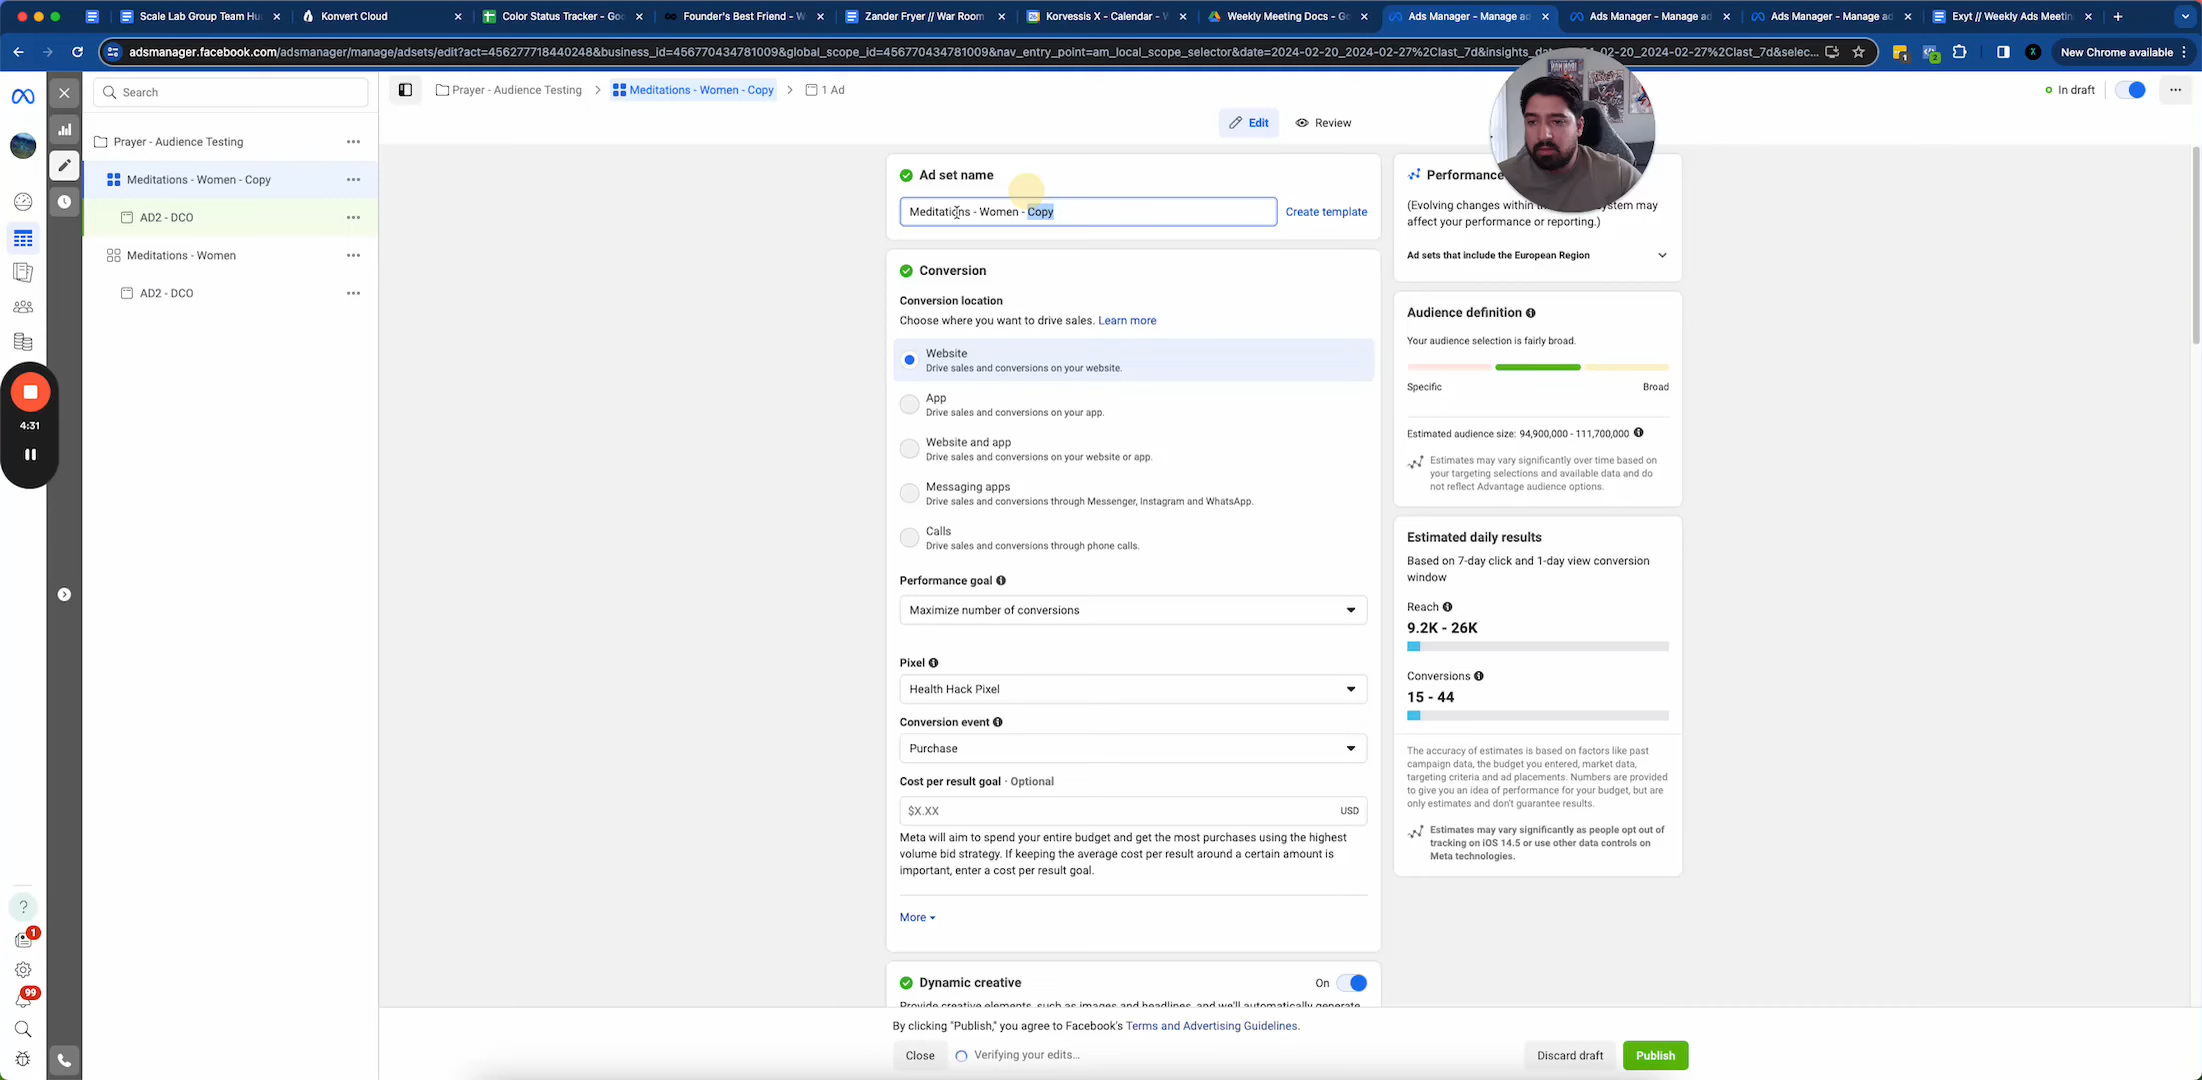 Scale Lab Group Team Hu
Konvert Cloud
Color Status Tracker - Goo
Founder's Best Friend - W
Zander Fryer // War Room
Korvessis X - Calendar - W
Weekly Meeting Docs - Go
Ads Manager - Manage ad
Ads Manager - Manage ad
Ads Manager - Manage ad
Exyt // Weekly Ads Meetin
adsmanager.facebook.com/adsmanager/manage/adsets/edit?act=456277718440248&business_id=456770434781009&global_scope_id=456770434781009&nav_entry_point=am_local_scope_selector&date=2024-02-20_2024-02-27%2Clast_7d&insights_da
-02-20_2024-02-27%2Clast_7d&selec...
New Chrome available
Search
Prayer - Audience Testing
Meditations - Women - Copy
1 Ad
In draft
Edit
Review
Prayer - Audience Testing
Meditations - Women - Copy
AD2 - DCO
Meditations - Women
AD2 - DCO
4:31
1
99
Ad set name
Meditations - Women - Copy
Create template
Conversion
Conversion location
Choose where you want to drive sales. Learn more
Website
Drive sales and conversions on your website.
App
Drive sales and conversions on your app.
Website and app
Drive sales and conversions on your website or app.
Messaging apps
Drive sales and conversions through Messenger, Instagram and WhatsApp.
Calls
Drive sales and conversions through phone calls.
Performance goal
Maximize number of conversions
Pixel
Health Hack Pixel
Conversion event
Purchase
Cost per result goal · Optional
$X.XX
USD
Meta will aim to spend your entire budget and get the most purchases using the highest
volume bid strategy. If keeping the average cost per result around a certain amount is
important, enter a cost per result goal.
More
Dynamic creative
On
Provide creative elements, such as images and headlines, and we'll automatically generate
Performance
(Evolving changes within
system may
affect your performance or reporting.)
Ad sets that include the European Region
Audience definition
Your audience selection is fairly broad.
Specific
Broad
Estimated audience size: 94,900,000 - 111,700,000
Estimates may vary significantly over time based on
your targeting selections and available data and do
not reflect Advantage audience options.
Estimated daily results
Based on 7-day click and 1-day view conversion
window
Reach
9.2K - 26K
Conversions
15 - 44
The accuracy of estimates is based on factors like past
campaign data, the budget you entered, market data,
targeting criteria and ad placements. Numbers are provided
to give you an idea of performance for your budget, but are
only estimates and don't guarantee results.
Estimates may vary significantly as people opt out of
tracking on iOS 14.5 or use other data controls on
Meta technologies.
By clicking "Publish," you agree to Facebook's Terms and Advertising Guidelines.
Close
Verifying your edits...
Discard draft
Publish